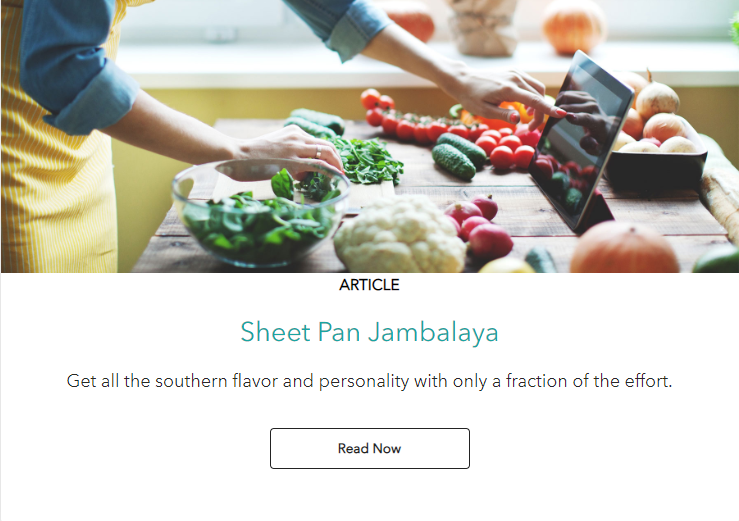 ARTICLE
Sheet Pan Jambalaya
Get all the southern flavor and personality with only a fraction of the effort.
Read Now